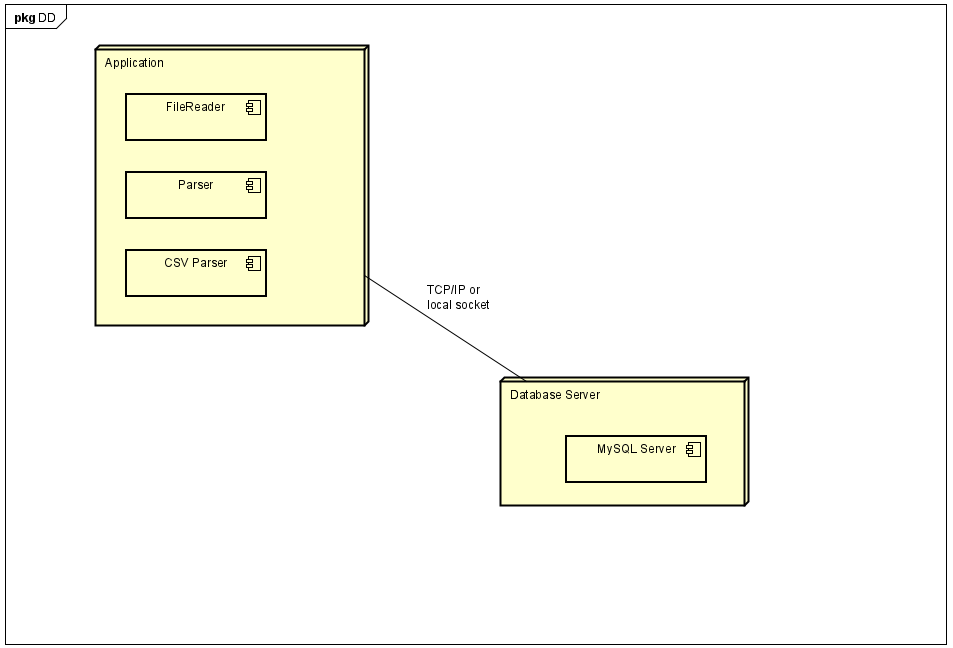 pkg DD
Application
FileReader
Parser
CSV Parser
TCP/IP or
local socket
Database Server
MySQL Server